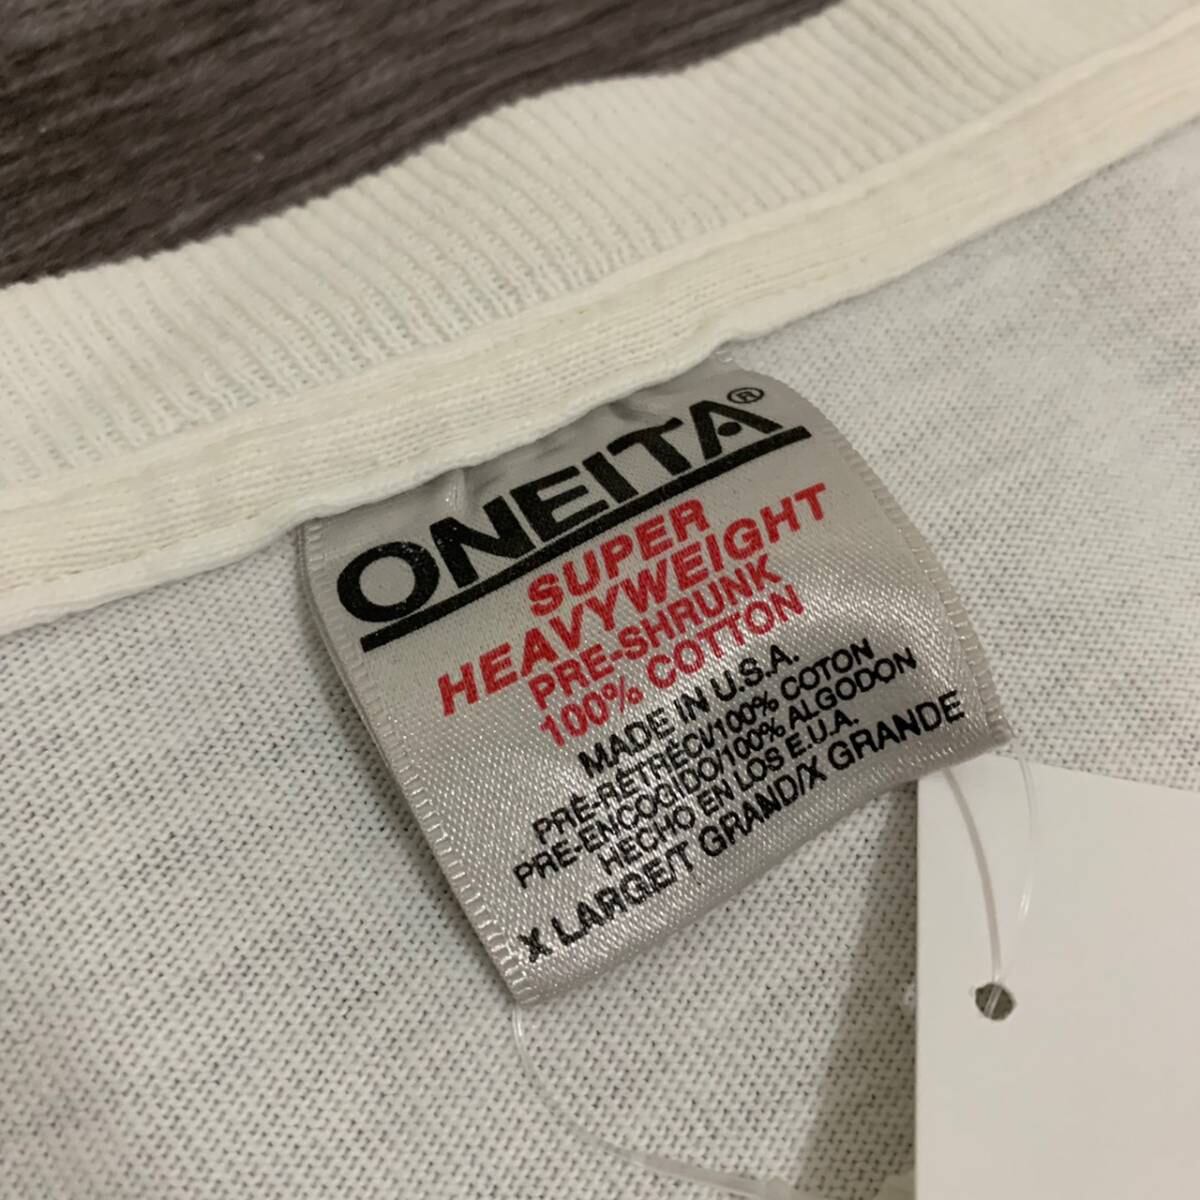 ONEITA®
SUPER
HEAVYWEIGHT
PRE-SHRUNK
100% COTTON
MADE IN U.S.A.
PRÉ-RÉTRÉCI/100% COTON
PRE-ENCOGIDO/100% ALGODON
HECHO EN LOS E.U.A.
X LARGE/T GRAND/X GRANDE